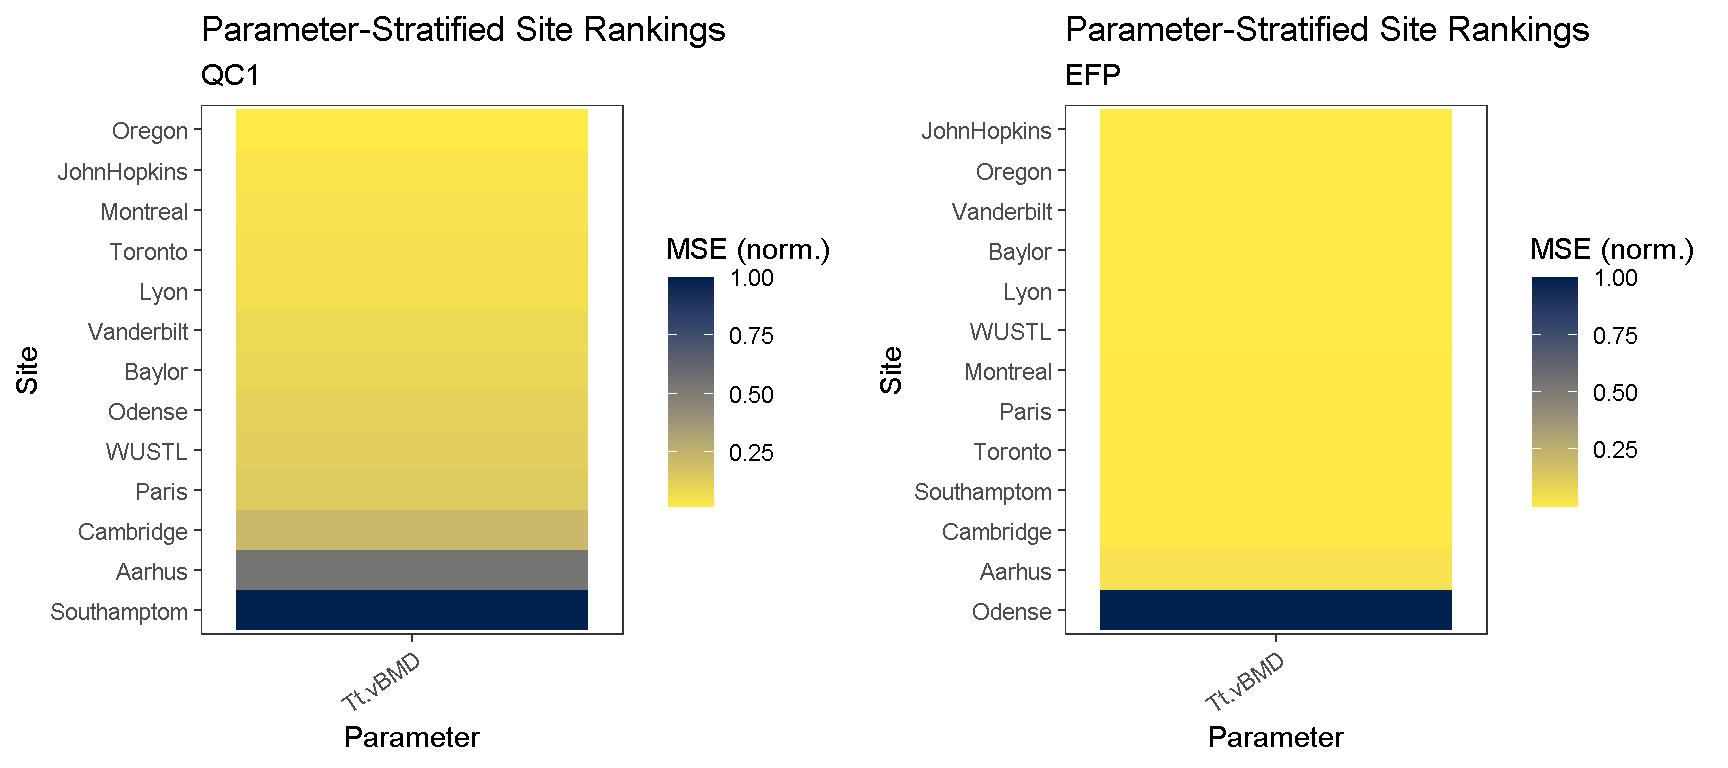 Parameter-Stratified Site Rankings
QC1
Oregon
JohnHopkins
Montreal
Toronto
Lyon
Vanderbilt
Baylor
Odense
WUSTL
Paris
Cambridge
Aarhus
Southamptom
Site
Tt.vBMD
Parameter
MSE (norm.)
1.00
0.75
0.50
0.25
Parameter-Stratified Site Rankings
EFP
JohnHopkins
Oregon
Vanderbilt
Baylor
Lyon
WUSTL
Montreal
Paris
Toronto
Southamptom
Cambridge
Aarhus
Odense
Site
Tt.vBMD
Parameter
MSE (norm.)
1.00
0.75
0.50
0.25